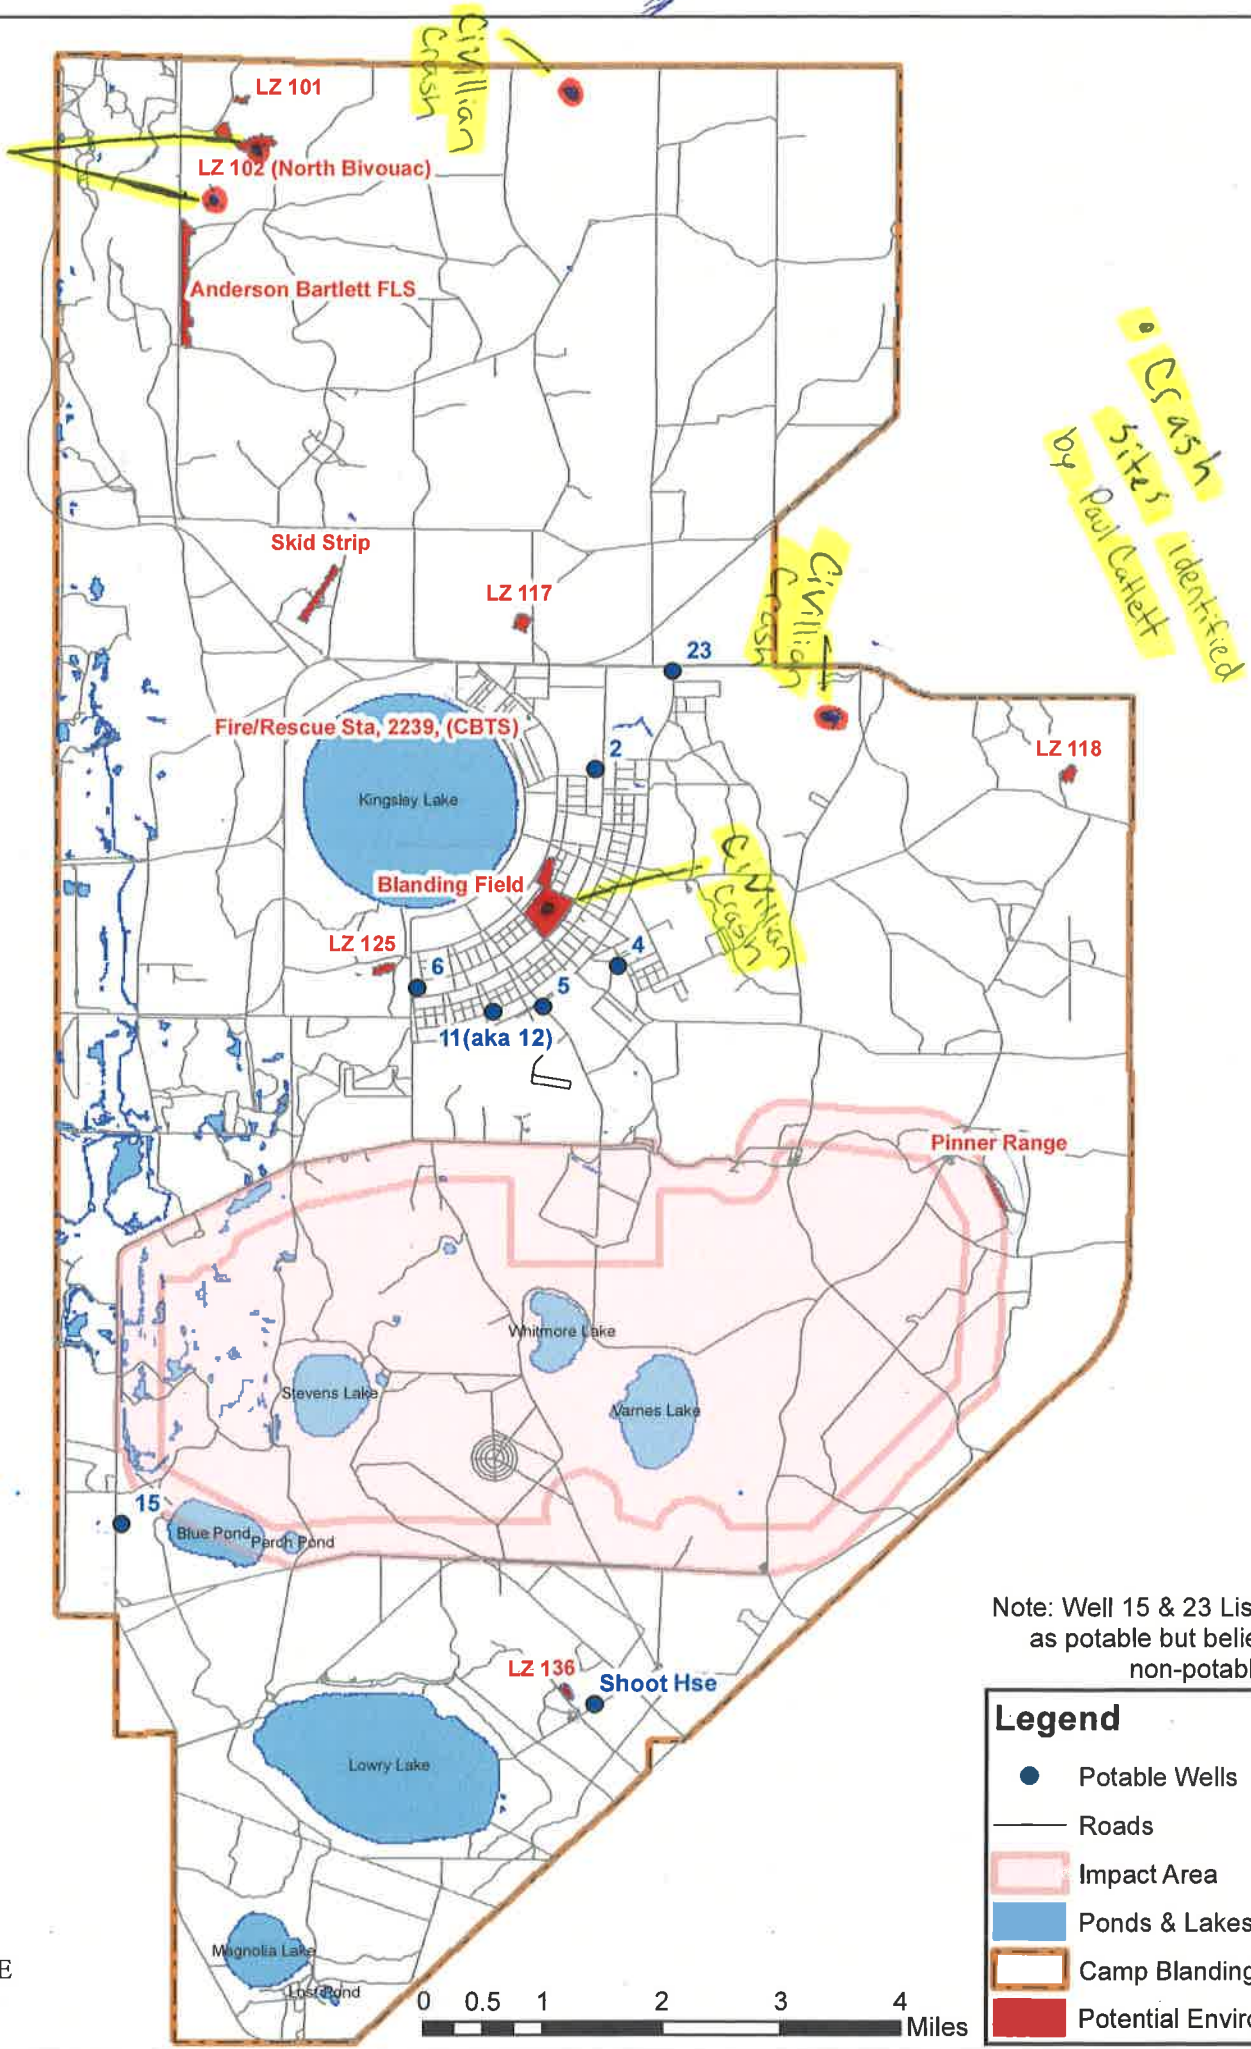 Civillian
Crash
LZ 101
LZ 102 (North Bivouac)
Anderson Bartlett FLS
• Crash
sites identified
by Paul Catlett
Skid Strip
LZ 117
Civillian
Crash
23
Fire/Rescue Sta, 2239, (CBTS)
2
LZ 118
Kingsley Lake
Civillian
Crash
Blanding Field
LZ 125
4
6
5
11(aka 12)
Pinner Range
Whitmore Lake
Stevens Lake
Varnes Lake
15
Blue Pond
Perch Pond
Note: Well 15 & 23 Lis
as potable but belie
non-potabl
LZ 136
Shoot Hse
Legend
Lowry Lake
Potable Wells
Roads
Impact Area
Ponds & Lakes
Magnolia Lake
Camp Blanding
E
Lost Pond
0 0.5 1 2 3 4
Miles
Potential Enviro